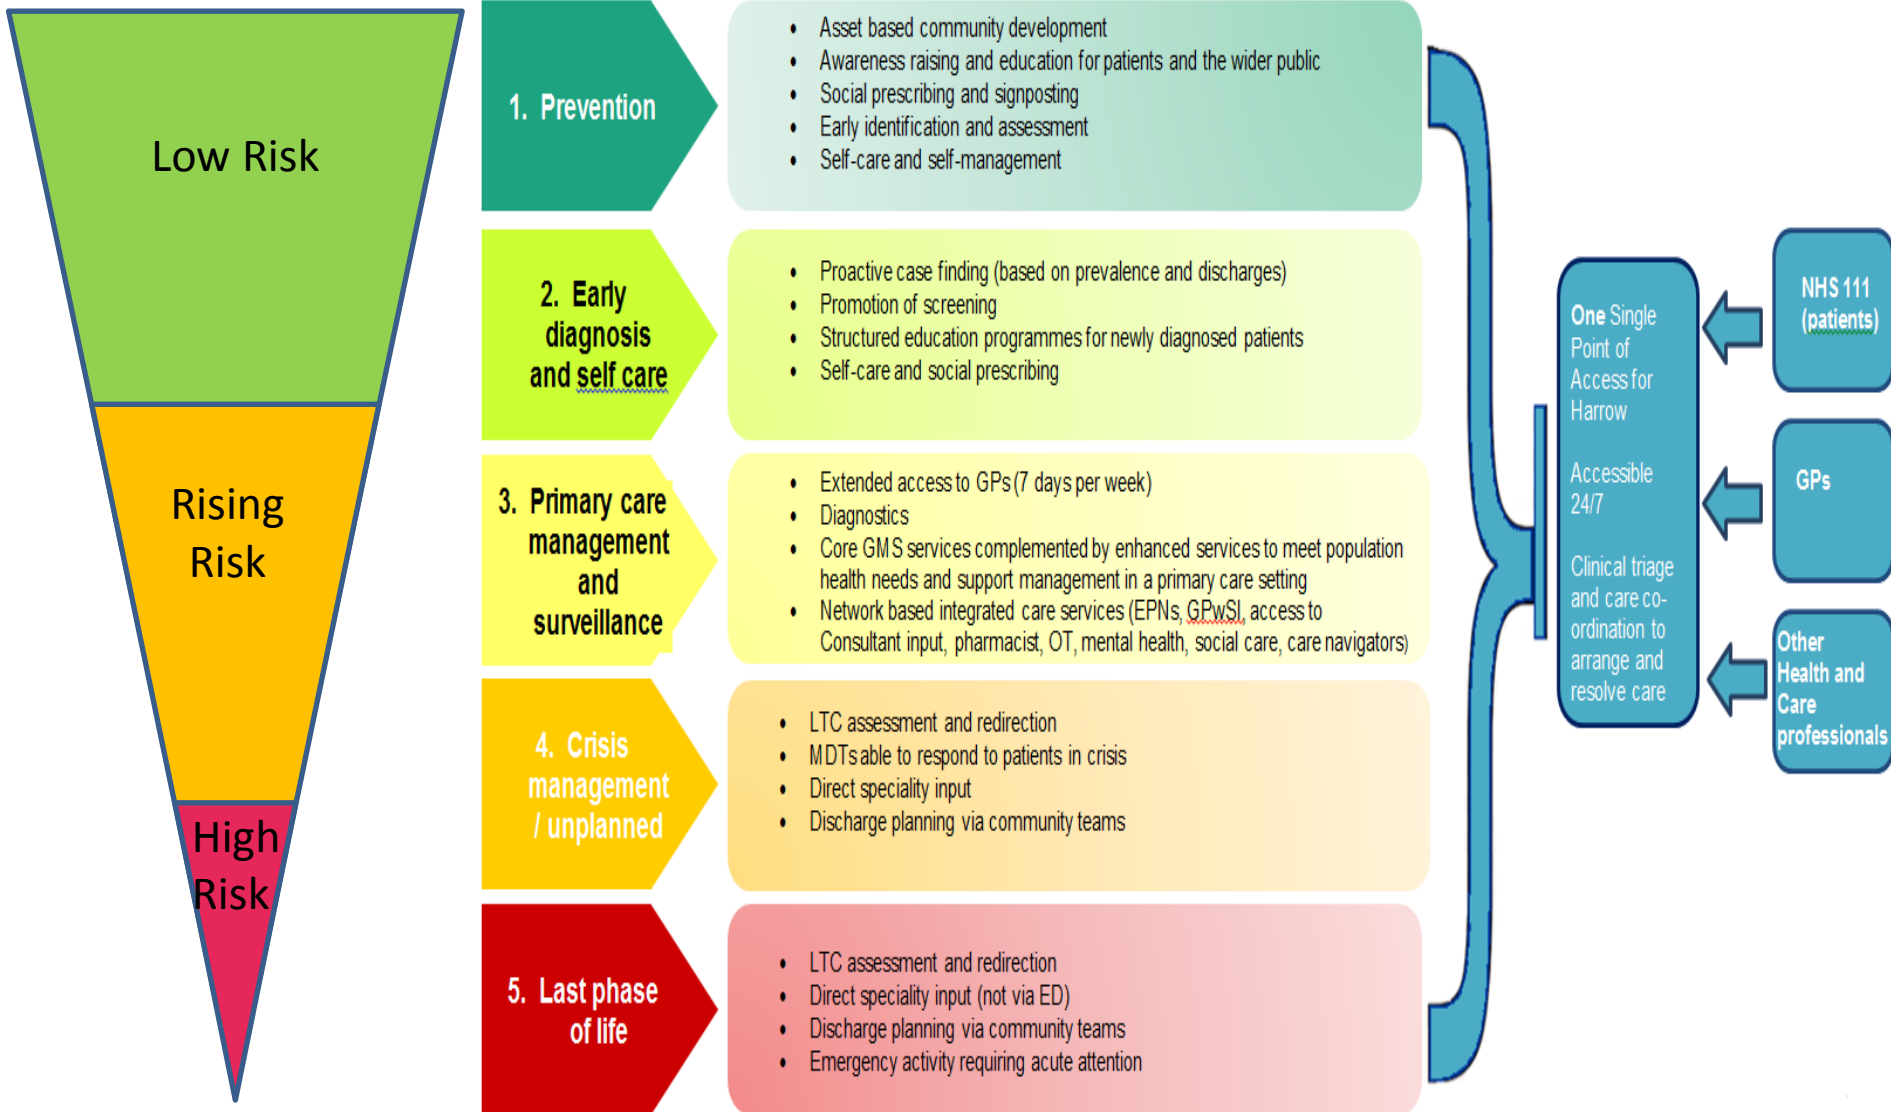 Low Risk
Rising
Risk
High
Risk
1. Prevention
• Asset based community development
• Awareness raising and education for patients and the wider public
• Social prescribing and signposting
• Early identification and assessment
• Self-care and self-management
2. Early
diagnosis
and self care
• Proactive case finding (based on prevalence and discharges)
• Promotion of screening
• Structured education programmes for newly diagnosed patients
• Self-care and social prescribing
3. Primary care
management
and
surveillance
• Extended access to GPs (7 days per week)
• Diagnostics
• Core GMS services complemented by enhanced services to meet population
health needs and support management in a primary care setting
• Network based integrated care services (EPNs, GPwSI, access to
Consultant input, pharmacist, OT, mental health, social care, care navigators)
4. Crisis
management
/ unplanned
• LTC assessment and redirection
• MDTs able to respond to patients in crisis
• Direct speciality input
• Discharge planning via community teams
5. Last phase
of life
• LTC assessment and redirection
• Direct speciality input (not via ED)
• Discharge planning via community teams
• Emergency activity requiring acute attention
One Single
Point of
Access for
Harrow
Accessible
24/7
Clinical triage
and care co-
ordination to
arrange and
resolve care
NHS 111
(patients)
GPs
Other
Health and
Care
professionals